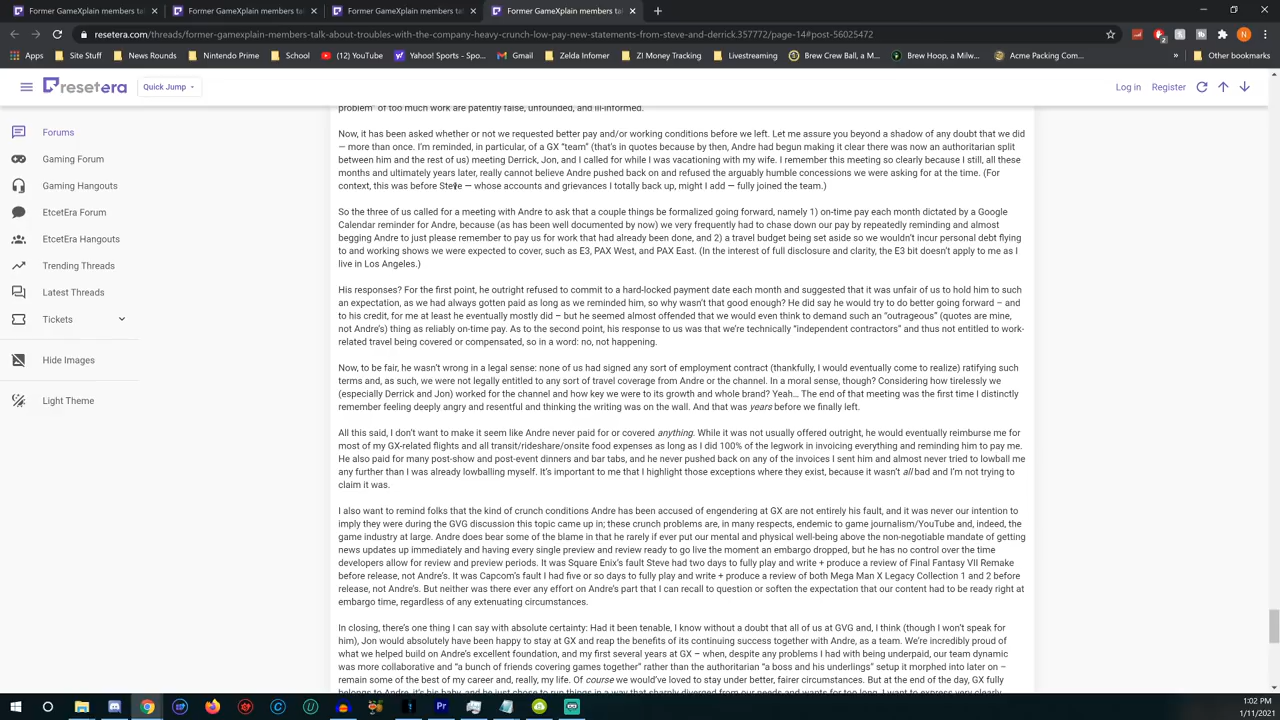 Former GameXplain members tal
Former GameXplain members tal
Former GameXplain members tal
Former GameXplain members tal
resetera.com/threads/former-gamexplain-members-talk-about-troubles-with-the-company-heavy-crunch-low-pay-new-statements-from-steve-and-derrick.357772/page-14#post-56025472
N
Apps
Site Stuff
News Rounds
Nintendo Prime
School
(2) YouTube
Yahoo! Sports - Spo...
Gmail
Zelda Infomer
ZI Money Tracking
Livestreaming
Brew Crew Ball, a M...
Brew Hoop, a Milw...
Acme Packing Com...
»
Other bookmarks
resetera
Quick Jump
Log in
Register
Forums
Gaming Forum
Gaming Hangouts
EtcetEra Forum
EtcetEra Hangouts
Trending Threads
Latest Threads
Tickets
Hide Images
Light Theme
problem" of too much work are patently false, unfounded, and ill-informed.
Now, it has been asked whether or not we requested better pay and/or working conditions before we left. Let me assure you beyond a shadow of any doubt that we did
— more than once. I'm reminded, in particular, of a GX "team" (that's in quotes because by then, Andre had begun making it clear there was now an authoritarian split
between him and the rest of us) meeting Derrick, Jon, and I called for while I was vacationing with my wife. I remember this meeting so clearly because I still, all these
months and ultimately years later, really cannot believe Andre pushed back on and refused the arguably humble concessions we were asking for at the time. (For
context, this was before Steve — whose accounts and grievances I totally back up, might I add — fully joined the team.)
So the three of us called for a meeting with Andre to ask that a couple things be formalized going forward, namely 1) on-time pay each month dictated by a Google
Calendar reminder for Andre, because (as has been well documented by now) we very frequently had to chase down our pay by repeatedly reminding and almost
begging Andre to just please remember to pay us for work that had already been done, and 2) a travel budget being set aside so we wouldn't incur personal debt flying
to and working shows we were expected to cover, such as E3, PAX West, and PAX East. (In the interest of full disclosure and clarity, the E3 bit doesn't apply to me as I
live in Los Angeles.)
His responses? For the first point, he outright refused to commit to a hard-locked payment date each month and suggested that it was unfair of us to hold him to such
an expectation, as we had always gotten paid as long as we reminded him, so why wasn't that good enough? He did say he would try to do better going forward – and
to his credit, for me at least he eventually mostly did – but he seemed almost offended that we would even think to demand such an "outrageous" (quotes are mine,
not Andre's) thing as reliably on-time pay. As to the second point, his response to us was that we're technically "independent contractors" and thus not entitled to work-
related travel being covered or compensated, so in a word: no, not happening.
Now, to be fair, he wasn't wrong in a legal sense: none of us had signed any sort of employment contract (thankfully, I would eventually come to realize) ratifying such
terms and, as such, we were not legally entitled to any sort of travel coverage from Andre or the channel. In a moral sense, though? Considering how tirelessly we
(especially Derrick and Jon) worked for the channel and how key we were to its growth and whole brand? Yeah... The end of that meeting was the first time I distinctly
remember feeling deeply angry and resentful and thinking the writing was on the wall. And that was years before we finally left.
All this said, I don't want to make it seem like Andre never paid for or covered anything. While it was not usually offered outright, he would eventually reimburse me for
most of my GX-related flights and all transit/rideshare/onsite food expenses as long as I did 100% of the legwork in invoicing everything and reminding him to pay me.
He also paid for many post-show and post-event dinners and bar tabs, and he never pushed back on any of the invoices I sent him and almost never tried to lowball me
any further than I was already lowballing myself. It's important to me that I highlight those exceptions where they exist, because it wasn't all bad and I'm not trying to
claim it was.
I also want to remind folks that the kind of crunch conditions Andre has been accused of engendering at GX are not entirely his fault, and it was never our intention to
imply they were during the GVG discussion this topic came up in; these crunch problems are, in many respects, endemic to game journalism/YouTube and, indeed, the
game industry at large. Andre does bear some of the blame in that he rarely if ever put our mental and physical well-being above the non-negotiable mandate of getting
news updates up immediately and having every single preview and review ready to go live the moment an embargo dropped, but he has no control over the time
developers allow for review and preview periods. It was Square Enix's fault Steve had two days to fully play and write + produce a review of Final Fantasy VII Remake
before release, not Andre's. It was Capcom's fault I had five or so days to fully play and write + produce a review of both Mega Man X Legacy Collection 1 and 2 before
release, not Andre's. But neither was there ever any effort on Andre's part that I can recall to question or soften the expectation that our content had to be ready right at
embargo time, regardless of any extenuating circumstances.
In closing, there's one thing I can say with absolute certainty: Had it been tenable, I know without a doubt that all of us at GVG and, I think (though I won't speak for
him), Jon would absolutely have been happy to stay at GX and reap the benefits of its continuing success together with Andre, as a team. We're incredibly proud of
what we helped build on Andre's excellent foundation, and my first several years at GX – when, despite any problems I had with being underpaid, our team dynamic
was more collaborative and "a bunch of friends covering games together" rather than the authoritarian "a boss and his underlings" setup it morphed into later on –
remain some of the best of my career and, really, my life. Of course we would've loved to stay under better, fairer circumstances. But at the end of the day, GX fully
belongs to Andre, it's his baby, and he just chose to run things in a way that sharply diverged from our needs and wants for too long. I want to express very clearly
1:02 PM
1/11/2021